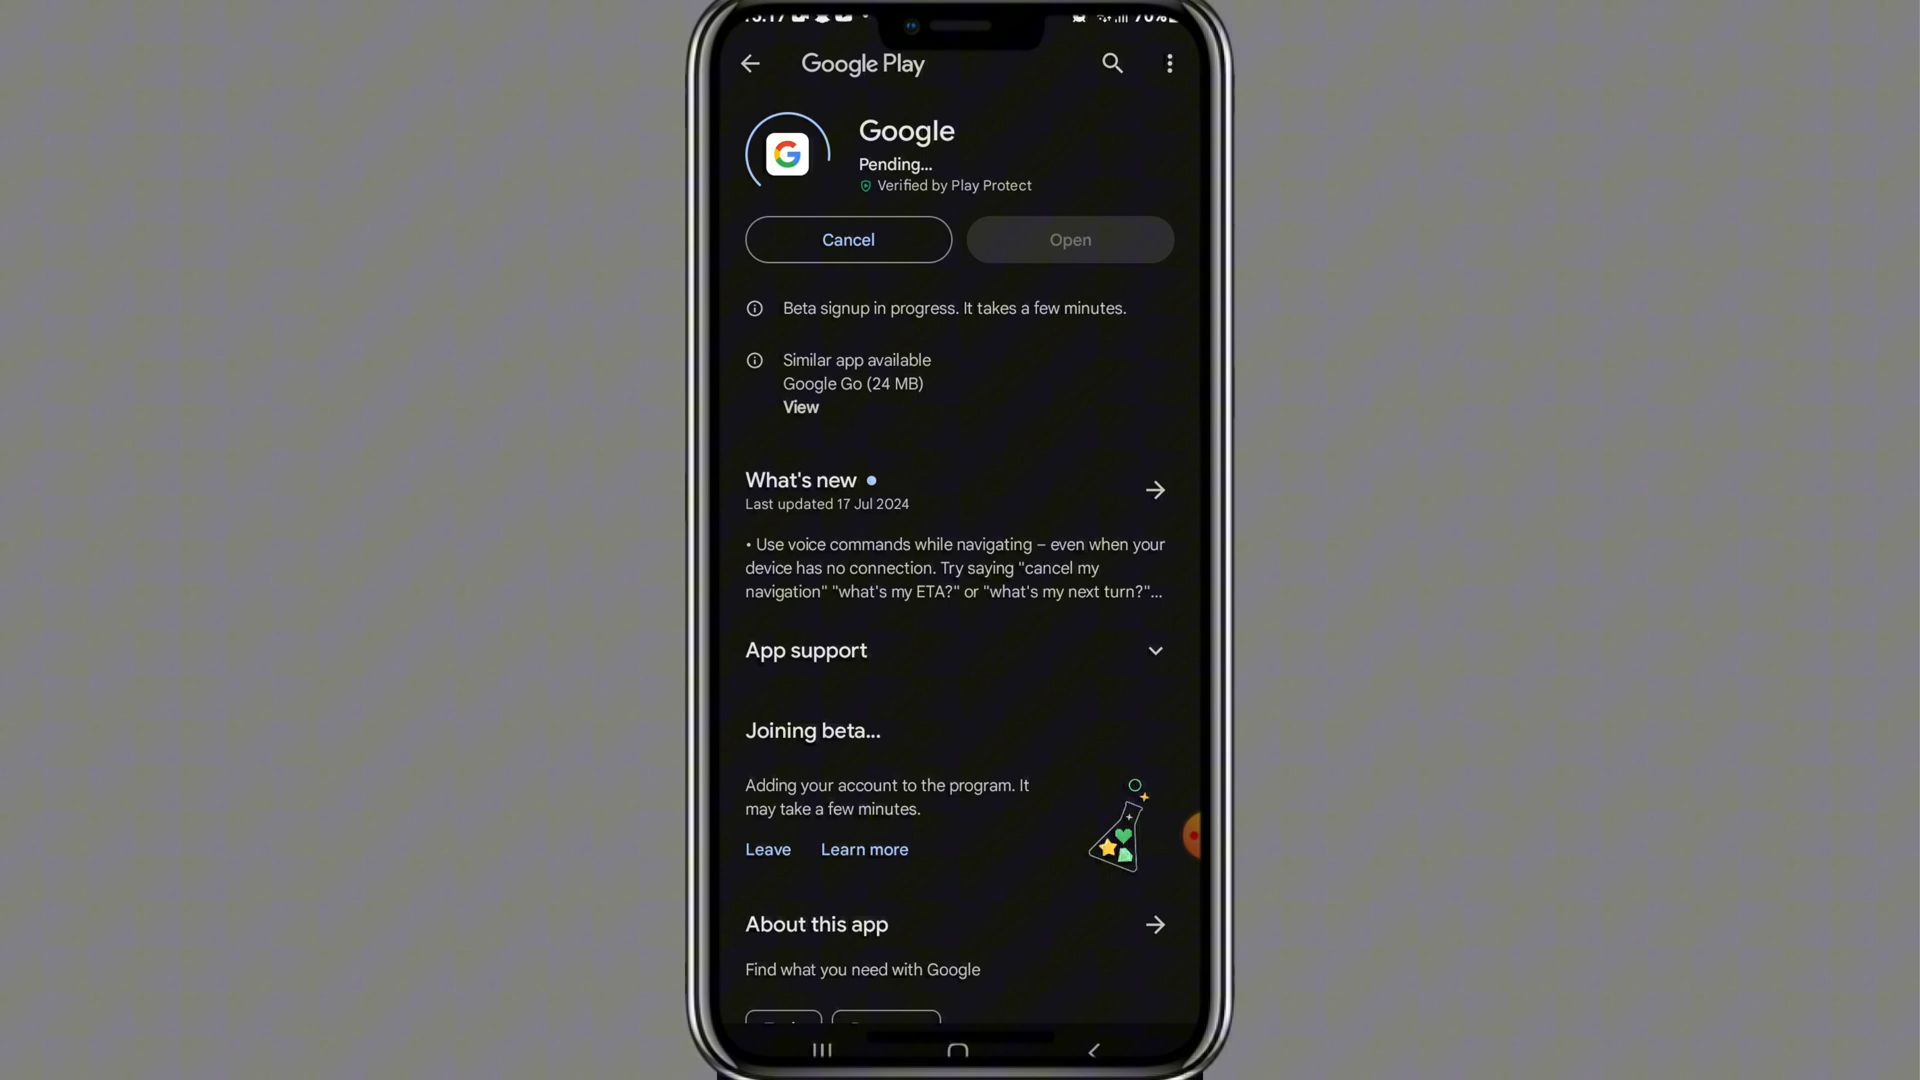 Google Play
Google
Pending...
Verified by Play Protect
Cancel
Open
Beta signup in progress. It takes a few minutes.
Similar app available
Google Go (24 MB)
View
What's new
Last updated 17 Jul 2024
• Use voice commands while navigating – even when your
device has no connection. Try saying "cancel my
navigation" "what's my ETA?" or "what's my next turn?"...
App support
Joining beta...
Adding your account to the program. It
may take a few minutes.
Leave
Learn more
About this app
Find what you need with Google